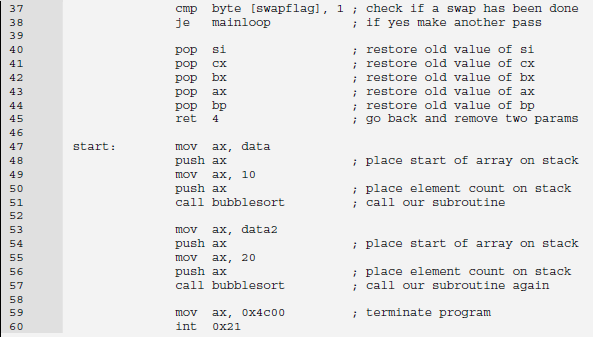 37 cmp byte [swapflag], 1 ; check if a swap has been done
38 je mainloop ; if yes make another pass
39
40 pop si ; restore old value of si
41 pop cx ; restore old value of cx
42 pop bx ; restore old value of bx
43 pop ax ; restore old value of ax
44 pop bp ; restore old value of bp
45 ret 4 ; go back and remove two params
46
47 start: mov ax, data
48 push ax ; place start of array on stack
49 mov ax, 10
50 push ax ; place element count on stack
51 call bubblesort ; call our subroutine
52
53 mov ax, data2
54 push ax ; place start of array on stack
55 mov ax, 20
56 push ax ; place element count on stack
57 call bubblesort ; call our subroutine again
58
59 mov ax, 0x4c00 ; terminate program
60 int 0x21